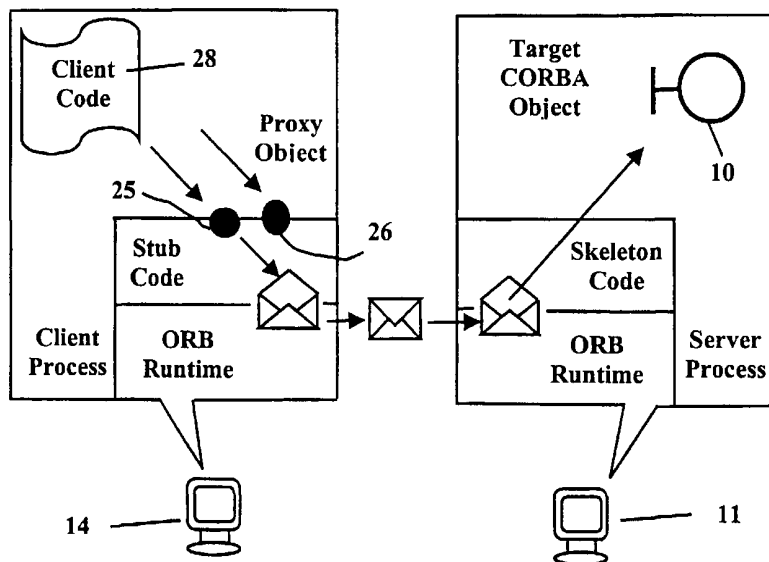 Client
Code
28
Proxy
Object
25
26
Stub
Code
Client
Process
ORB
Runtime
14
Target
CORBA
Object
10
Skeleton
Code
ORB
Runtime
Server
Process
11